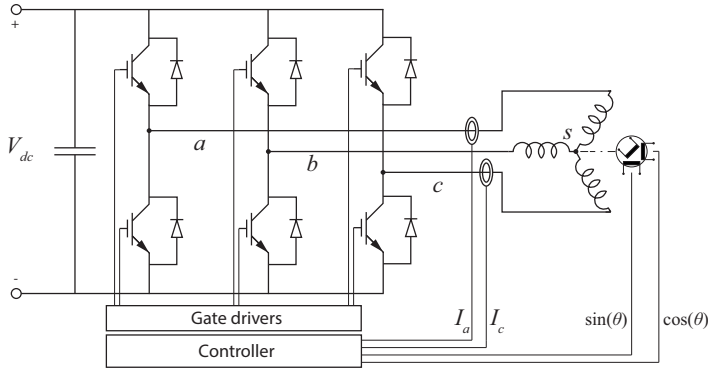 +
a
s
V_dc
b
c
-
Gate drivers
I_a
I_c
sin(θ)
cos(θ)
Controller